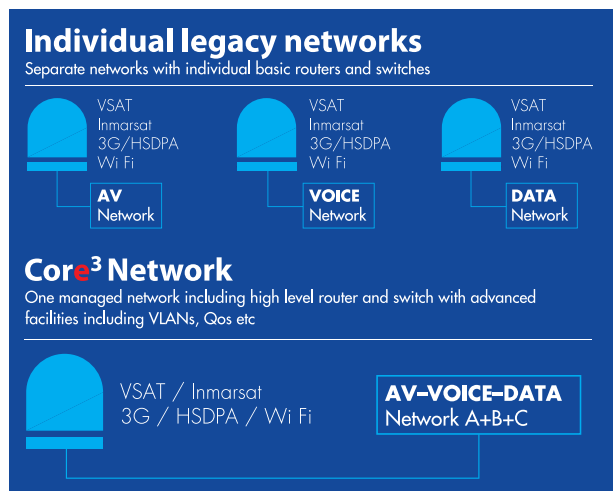 Individual legacy networks
Separate networks with individual basic routers and switches
VSAT
Inmarsat
3G/HSDPA
Wi Fi
AV
Network
VSAT
Inmarsat
3G/HSDPA
Wi Fi
VOICE
Network
VSAT
Inmarsat
3G/HSDPA
Wi Fi
DATA
Network
Core³ Network
One managed network including high level router and switch with advanced
facilities including VLANs, Qos etc
VSAT / Inmarsat
3G / HSDPA / Wi Fi
AV–VOICE–DATA
Network A+B+C